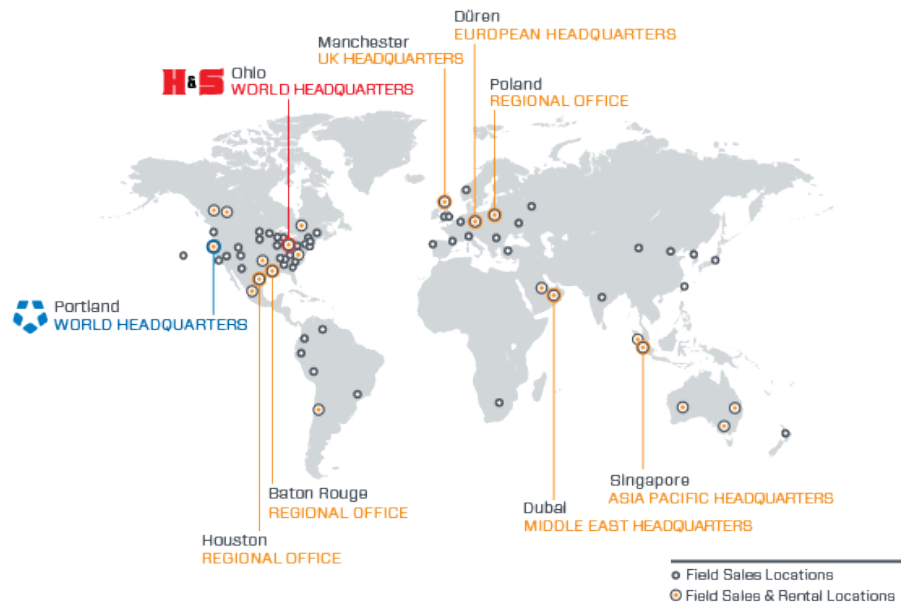 Düren
EUROPEAN HEADQUARTERS
Manchester
UK HEADQUARTERS
H&S
Ohio
WORLD HEADQUARTERS
Poland
REGIONAL OFFICE
Portland
WORLD HEADQUARTERS
Baton Rouge
REGIONAL OFFICE
Houston
REGIONAL OFFICE
Singapore
ASIA PACIFIC HEADQUARTERS
Dubai
MIDDLE EAST HEADQUARTERS
Field Sales Locations
Field Sales & Rental Locations